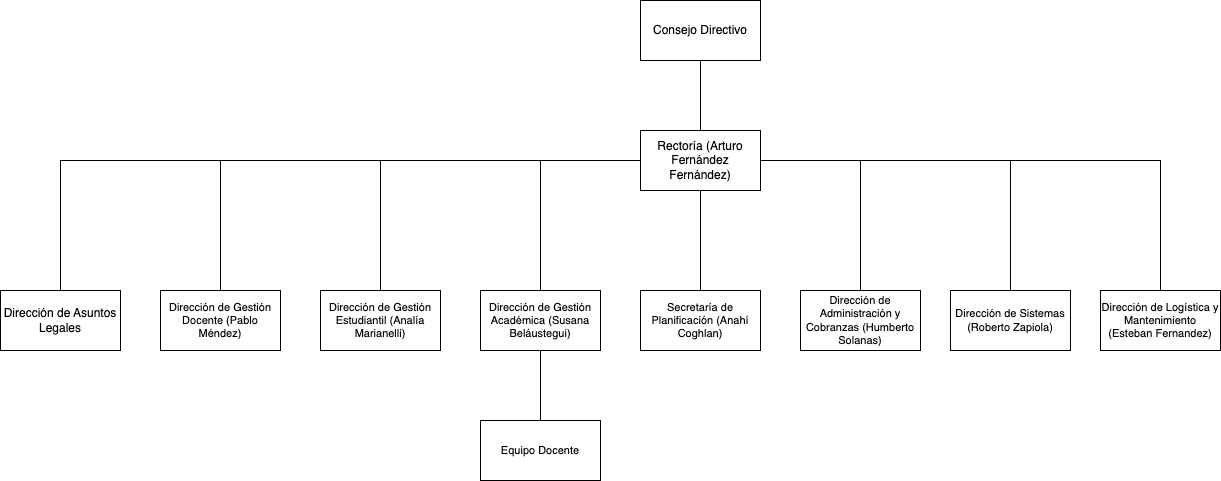 Consejo Directivo
Rectoría (Arturo
Fernández
Fernández)
Dirección de Asuntos
Legales
Dirección de Gestión
Docente (Pablo
Méndez)
Dirección de Gestión
Estudiantil (Analía
Marianelli)
Dirección de Gestión
Académica (Susana
Beláustegui)
Secretaría de
Planificación (Anahí
Coghlan)
Dirección de
Administración y
Cobranzas (Humberto
Solanas)
Dirección de Sistemas
(Roberto Zapiola)
Dirección de Logística y
Mantenimiento
(Esteban Fernandez)
Equipo Docente